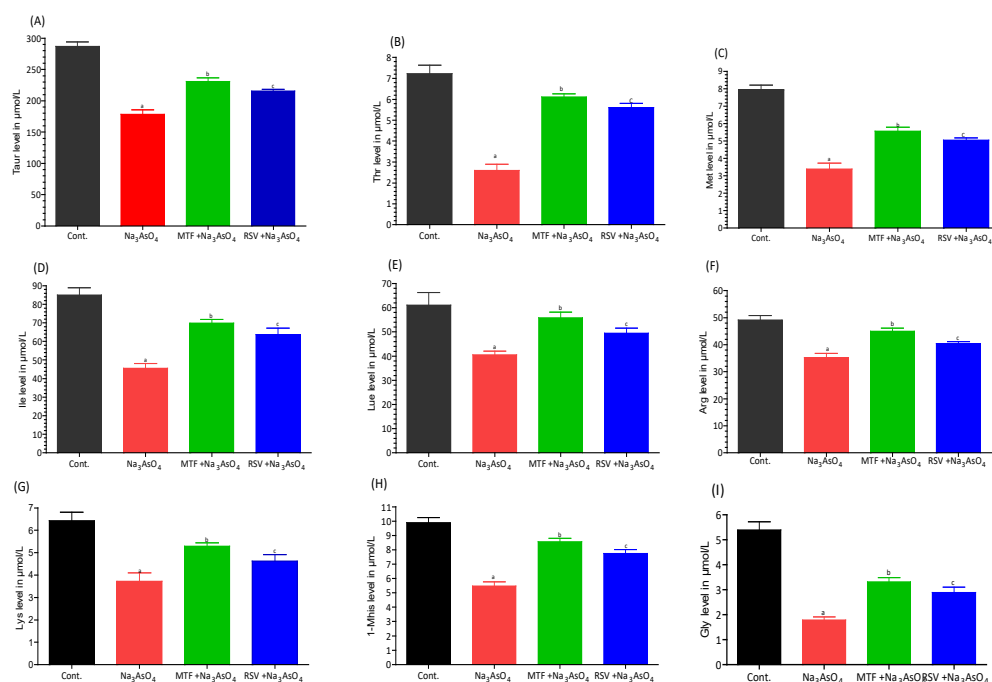 (A)
Taur level in µmol/L
300
250
200
150
100
50
0
a
b
c
Cont.
Na₃AsO₄
MTF +Na₃AsO₄
RSV +Na₃AsO₄
(B)
Thr level in µmol/L
8
7
6
5
4
3
2
1
0
a
b
c
Cont.
Na₃AsO₄
MTF +Na₃AsO₄
RSV +Na₃AsO₄
(C)
Met level in µmol/L
9
8
7
6
5
4
3
2
1
0
a
b
c
Cont.
Na₃AsO₄
MTF +Na₃AsO₄
RSV +Na₃AsO₄
(D)
Ile level in µmol/L
90
80
70
60
50
40
30
20
10
0
a
b
c
Cont.
Na₃AsO₄
MTF +Na₃AsO₄
RSV +Na₃AsO₄
(E)
Lue level in µmol/L
70
60
50
40
30
20
10
0
a
b
c
Cont.
Na₃AsO₄
MTF +Na₃AsO₄
RSV +Na₃AsO₄
(F)
Arg level in µmol/L
60
50
40
30
20
10
0
a
b
c
Cont.
Na₃AsO₄
MTF +Na₃AsO₄
RSV +Na₃AsO₄
(G)
Lys level in µmol/L
7
6
5
4
3
2
1
0
a
b
c
Cont.
Na₃AsO₄
MTF +Na₃AsO₄
RSV +Na₃AsO₄
(H)
1-Mhis level in µmol/L
11
10
9
8
7
6
5
4
3
2
1
0
a
b
c
Cont.
Na₃AsO₄
MTF +Na₃AsO₄
RSV +Na₃AsO₄
(I)
Gly level in µmol/L
6
5
4
3
2
1
0
a
b
c
Cont.
Na₃AsO₄
MTF +Na₃AsO₄
RSV +Na₃AsO₄